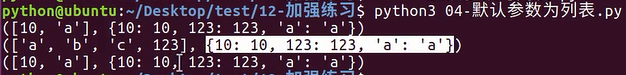 python@ubuntu:~/Desktop/test/12-加强练习$ python3 04-默认参数为列表.py
([10, 'a'], {10: 10, 123: 123, 'a': 'a'})
(['a', 'b', 'c', 123], {10: 10, 123: 123, 'a': 'a'})
([10, 'a'], {10: 10, 123: 123, 'a': 'a'})